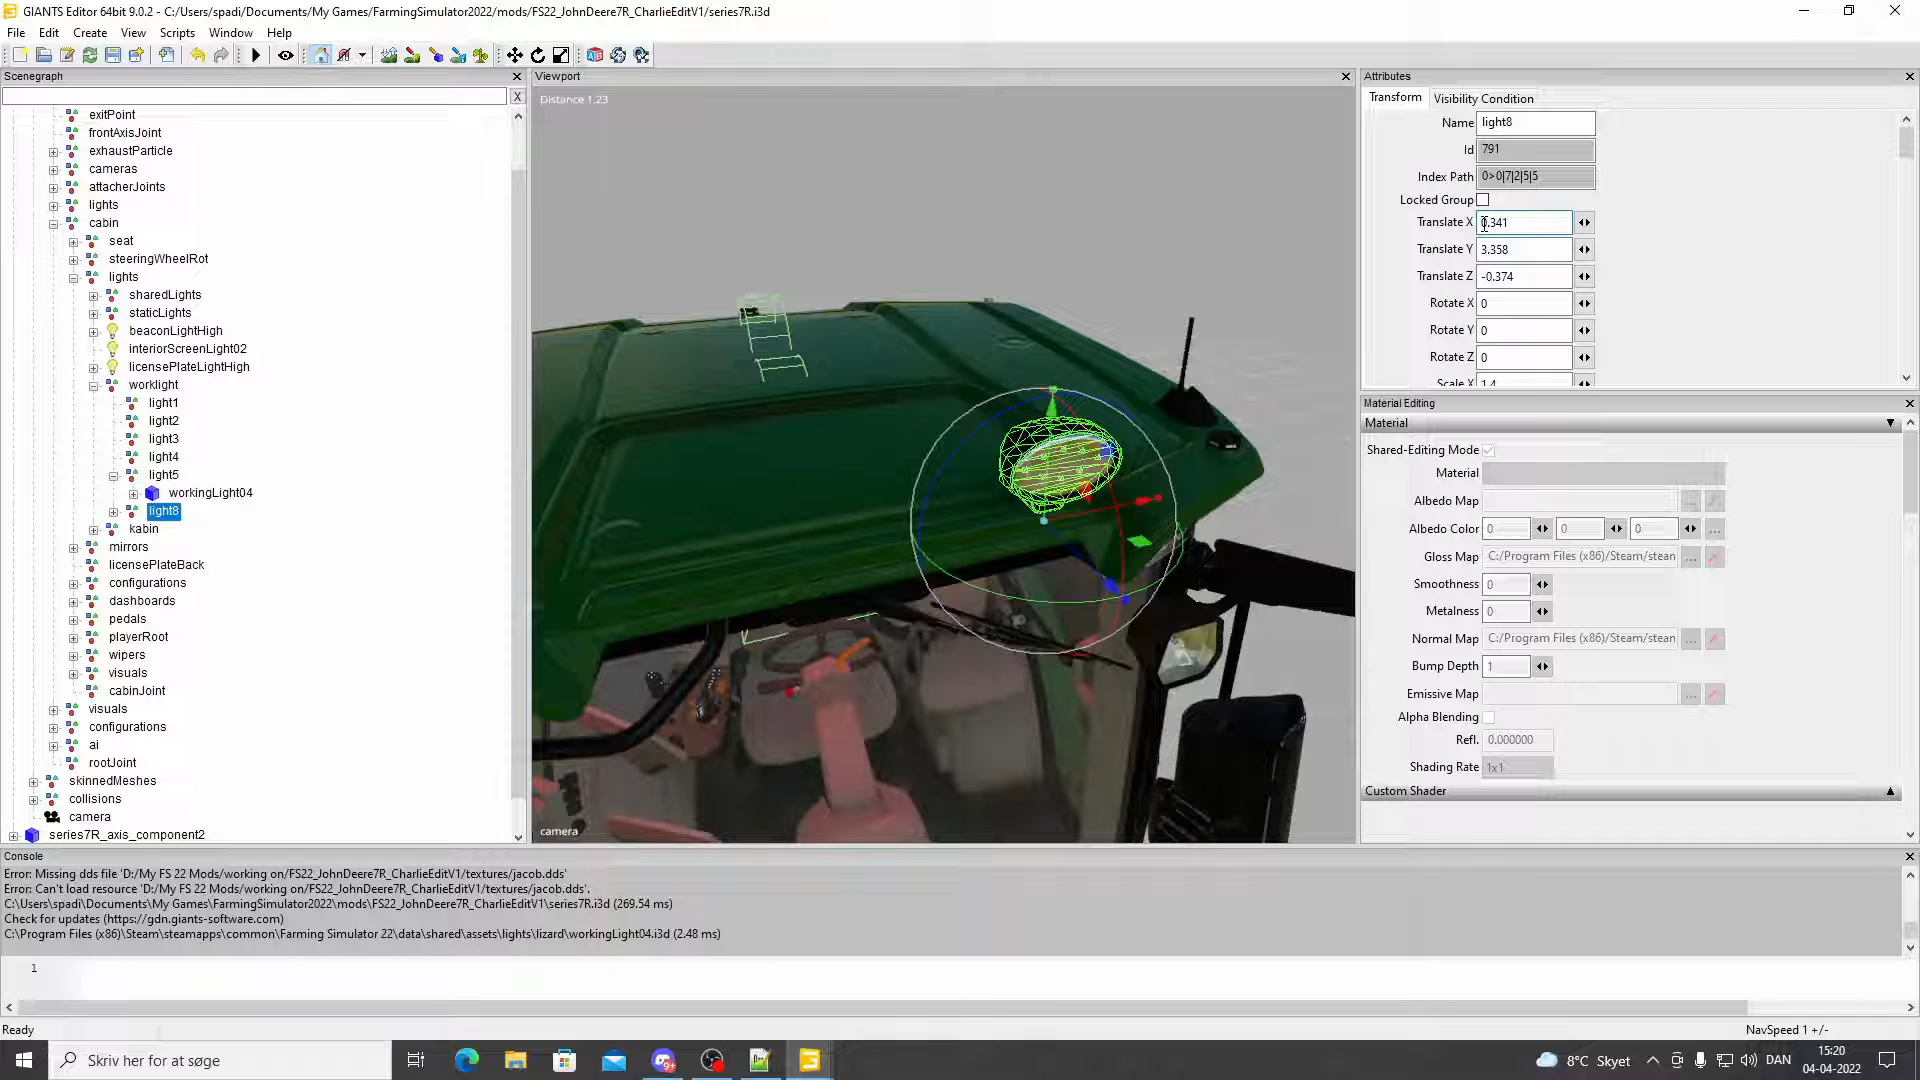 GIANTS Editor 64bit 9.0.2 - C:/Users/spadi/Documents/My Games/FarmingSimulator2022/mods/FS22_JohnDeere7R_CharlieEditV1/series7R.i3d
File Edit Create View Scripts Window Help
Scenegraph
X
exitPoint
frontAxisJoint
exhaustParticle
cameras
attacherJoints
lights
cabin
seat
steeringWheelRot
lights
sharedLights
staticLights
beaconLightHigh
interiorScreenLight02
licensePlateLightHigh
worklight
light1
light2
light3
light4
light5
workingLight04
light8
kabin
mirrors
licensePlateBack
configurations
dashboards
pedals
playerRoot
wipers
visuals
cabinJoint
visuals
configurations
ai
rootJoint
skinnedMeshes
collisions
camera
series7R_axis_component2
Viewport
Distance 1.23
camera
Attributes
Transform Visibility Condition
Name light8
Id 791
Index Path 0>0|7|2|5|5
Locked Group
Translate X 0.341
Translate Y 3.358
Translate Z -0.374
Rotate X 0
Rotate Y 0
Rotate Z 0
Scale X 1.4
Material Editing
Material
Shared-Editing Mode
Material
Albedo Map ...
Albedo Color 0 0 0 ...
Gloss Map C:/Program Files (x86)/Steam/stean ...
Smoothness 0
Metalness 0
Normal Map C:/Program Files (x86)/Steam/stean ...
Bump Depth 1
Emissive Map ...
Alpha Blending
Refl. 0.000000
Shading Rate 1x1
Custom Shader
Console
Error: Missing dds file 'D:/My FS 22 Mods/working on/FS22_JohnDeere7R_CharlieEditV1/textures/jacob.dds'
Error: Can't load resource 'D:/My FS 22 Mods/working on/FS22_JohnDeere7R_CharlieEditV1/textures/jacob.dds'.
C:\Users\spadi\Documents\My Games\FarmingSimulator2022\mods\FS22_JohnDeere7R_CharlieEditV1\series7R.i3d (269.54 ms)
Check for updates (https://gdn.giants-software.com)
C:\Program Files (x86)\Steam\steamapps\common\Farming Simulator 22\data\shared\assets\lights\lizard\workingLight04.i3d (2.48 ms)
1
Ready
NavSpeed 1 +/-
Skriv her for at søge
9+
8°C Skyet
DAN
15:20
04-04-2022